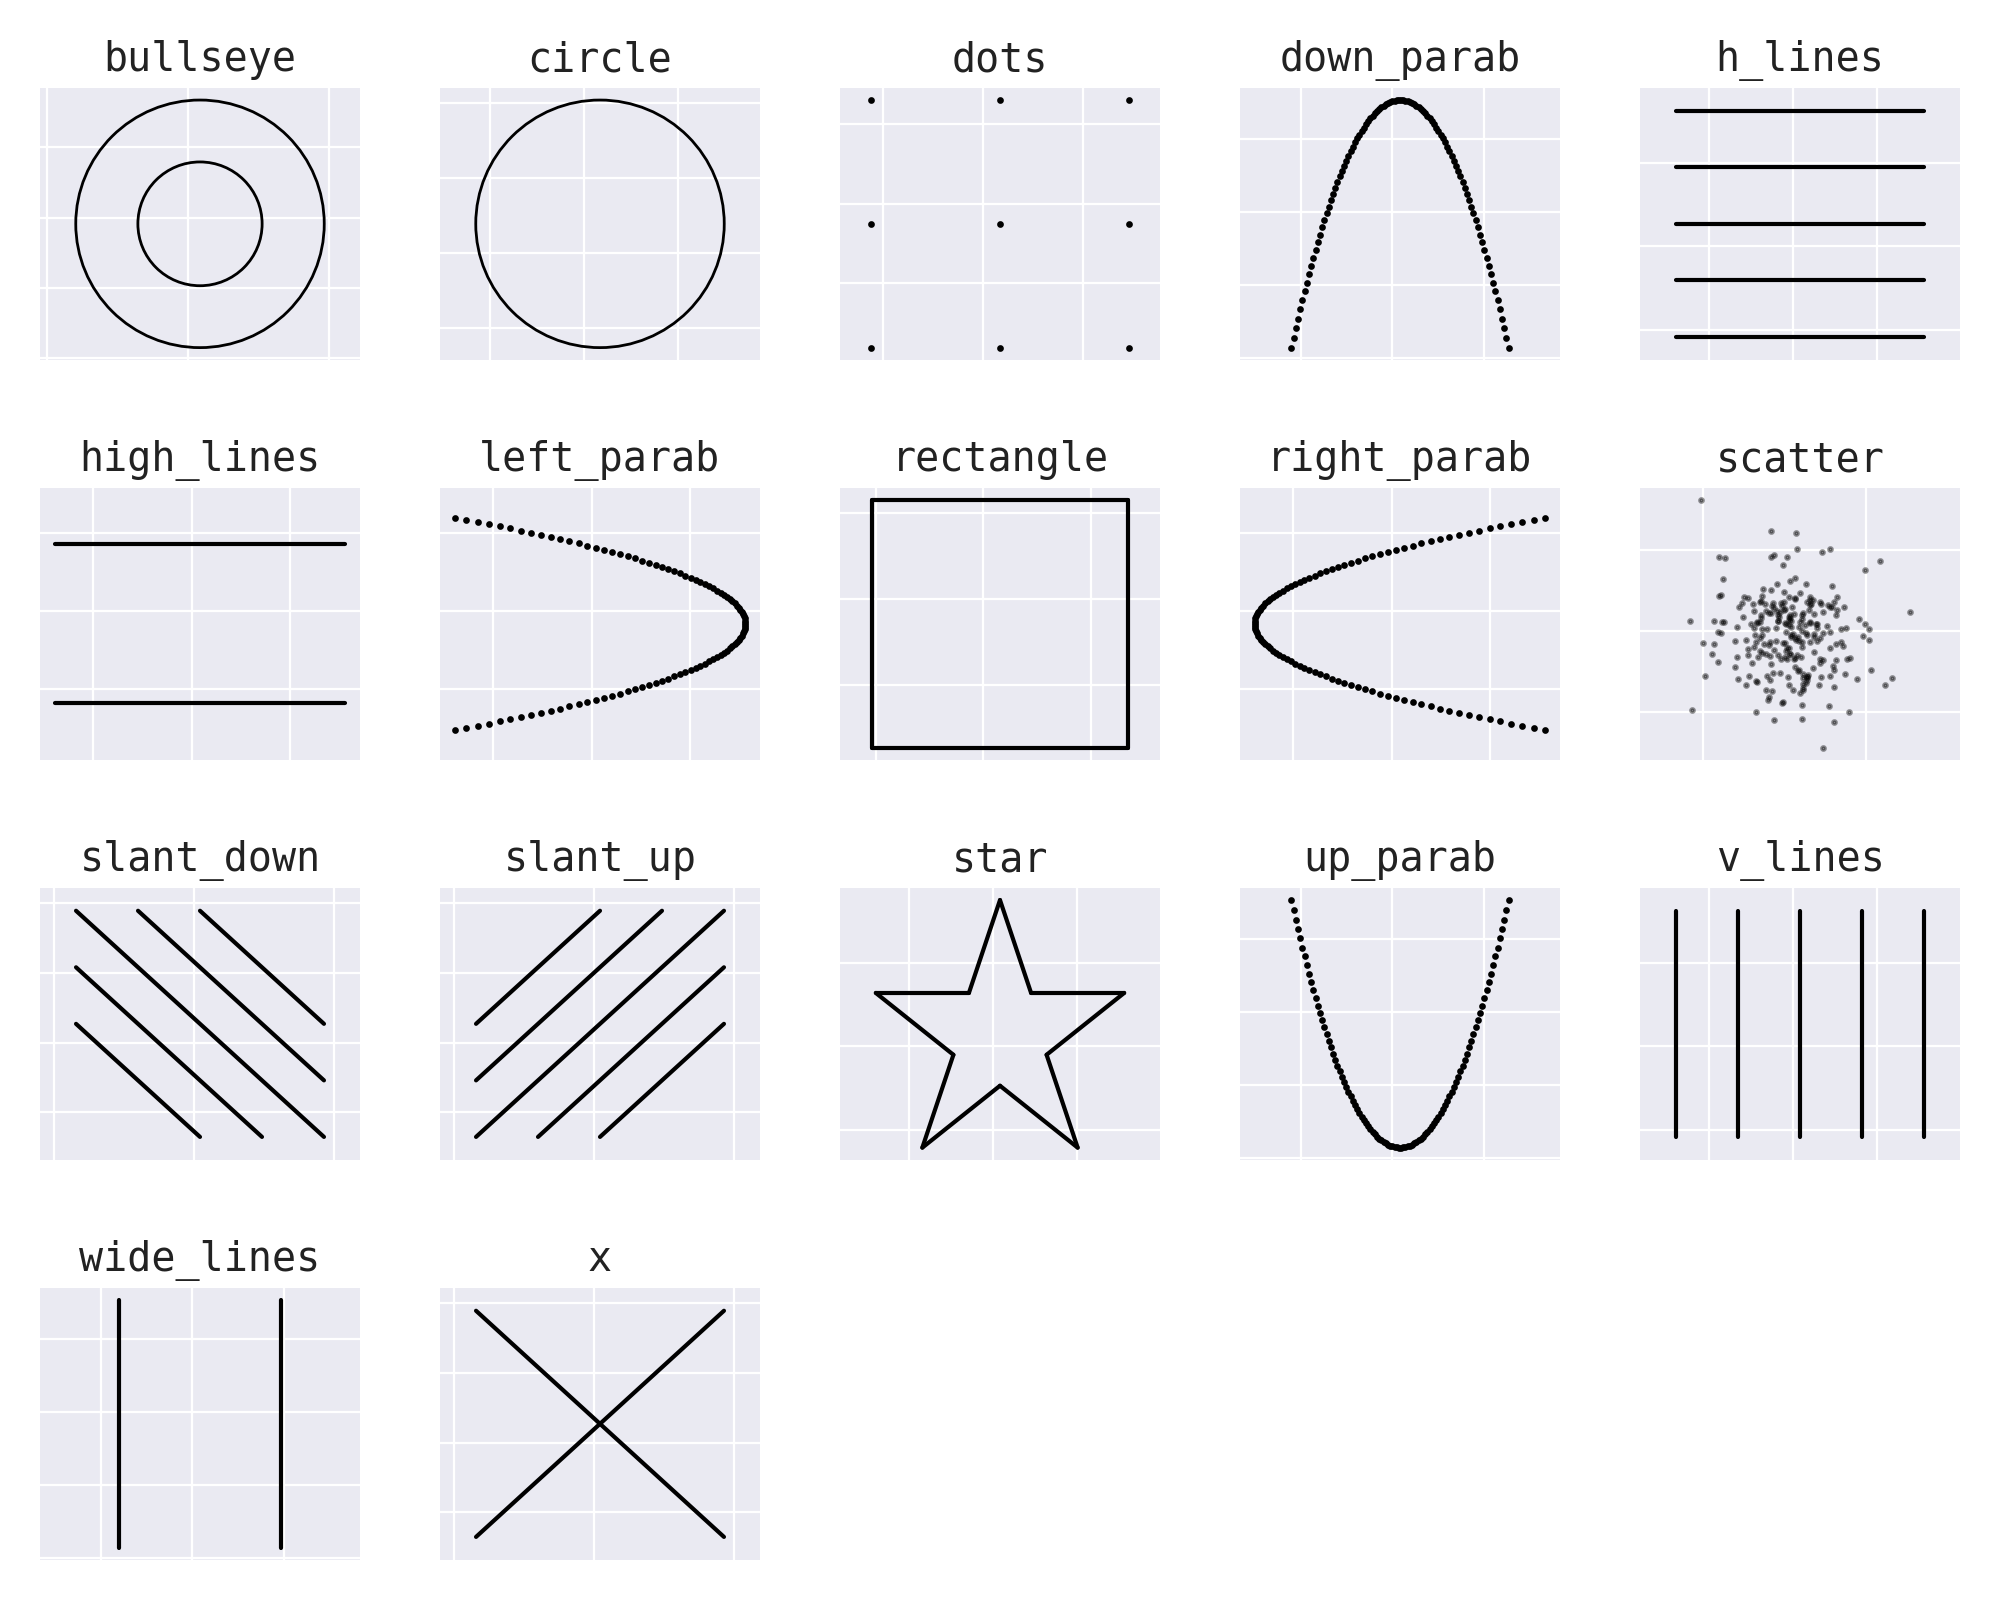 bullseye circle dots down_parab h_lines
high_lines left_parab rectangle right_parab scatter
slant_down slant_up star up_parab v_lines
wide_lines x